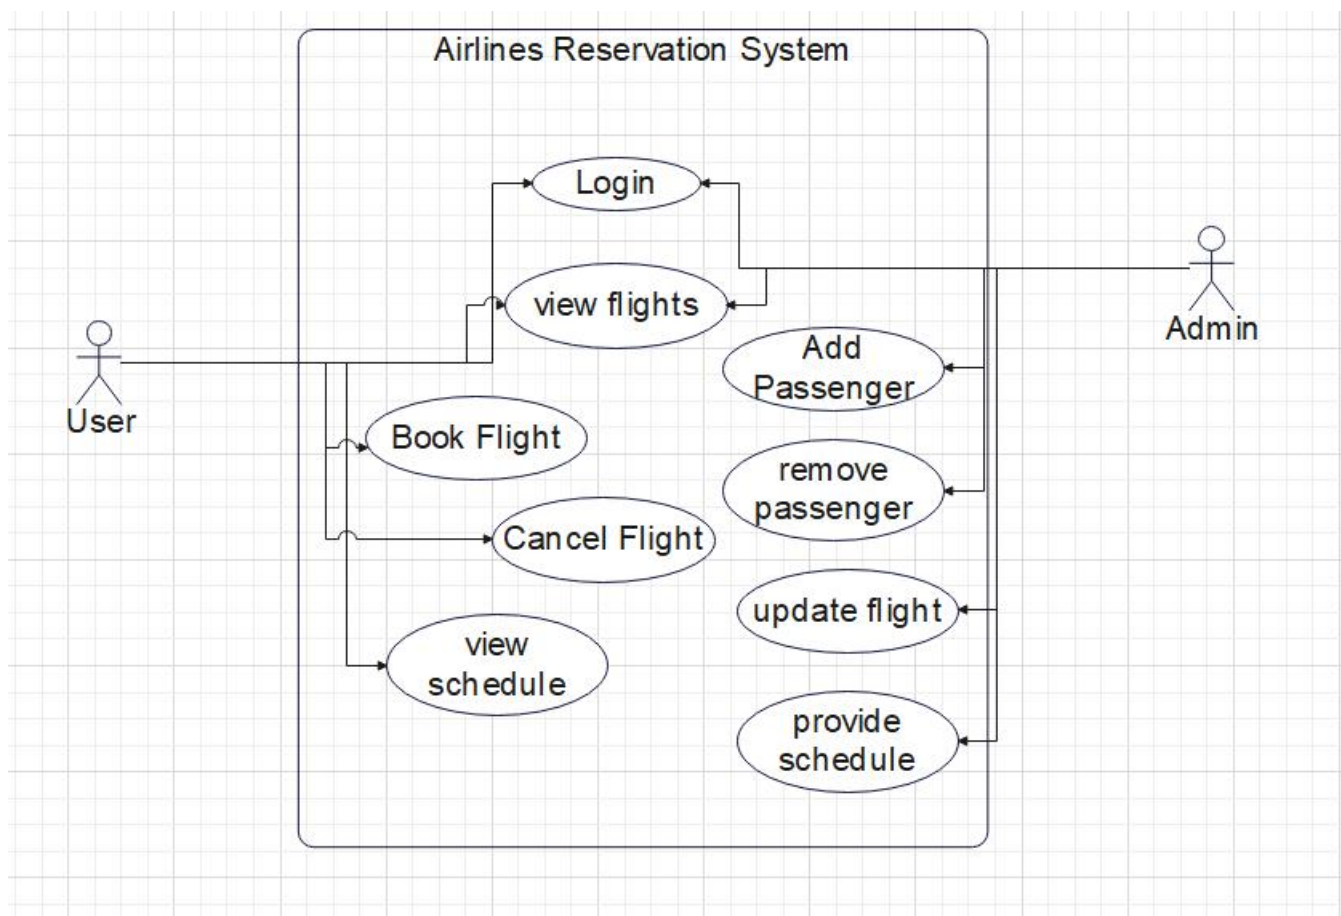 Airlines Reservation System
Login
view flights
Add
Passenger
Admin
User
Book Flight
remove
passenger
Cancel Flight
update flight
view
schedule
provide
schedule